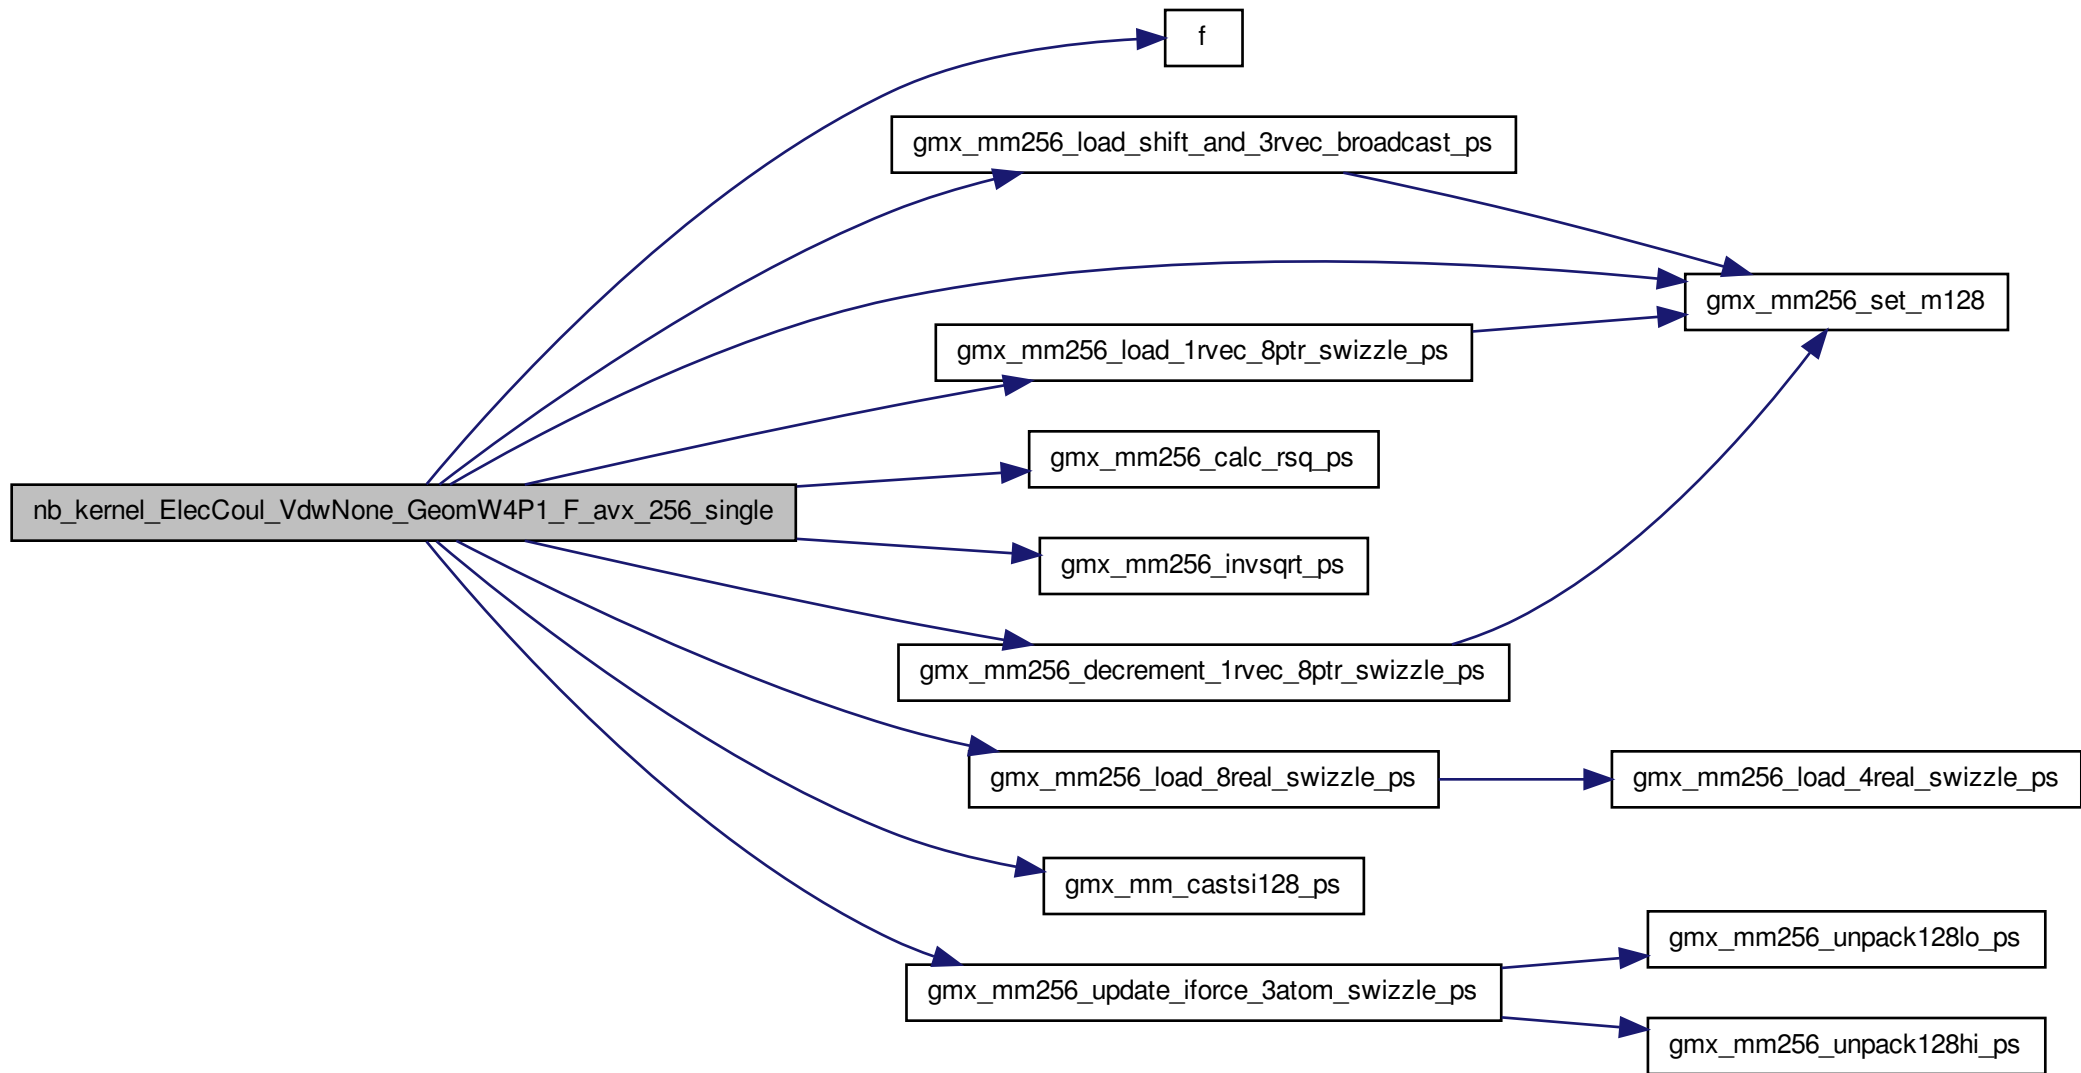 f
gmx_mm256_load_shift_and_3rvec_broadcast_ps
gmx_mm256_set_m128
gmx_mm256_load_1rvec_8ptr_swizzle_ps
gmx_mm256_calc_rsq_ps
nb_kernel_ElecCoul_VdwNone_GeomW4P1_F_avx_256_single
gmx_mm256_invsqrt_ps
gmx_mm256_decrement_1rvec_8ptr_swizzle_ps
gmx_mm256_load_8real_swizzle_ps
gmx_mm256_load_4real_swizzle_ps
gmx_mm_castsi128_ps
gmx_mm256_unpack128lo_ps
gmx_mm256_update_iforce_3atom_swizzle_ps
gmx_mm256_unpack128hi_ps